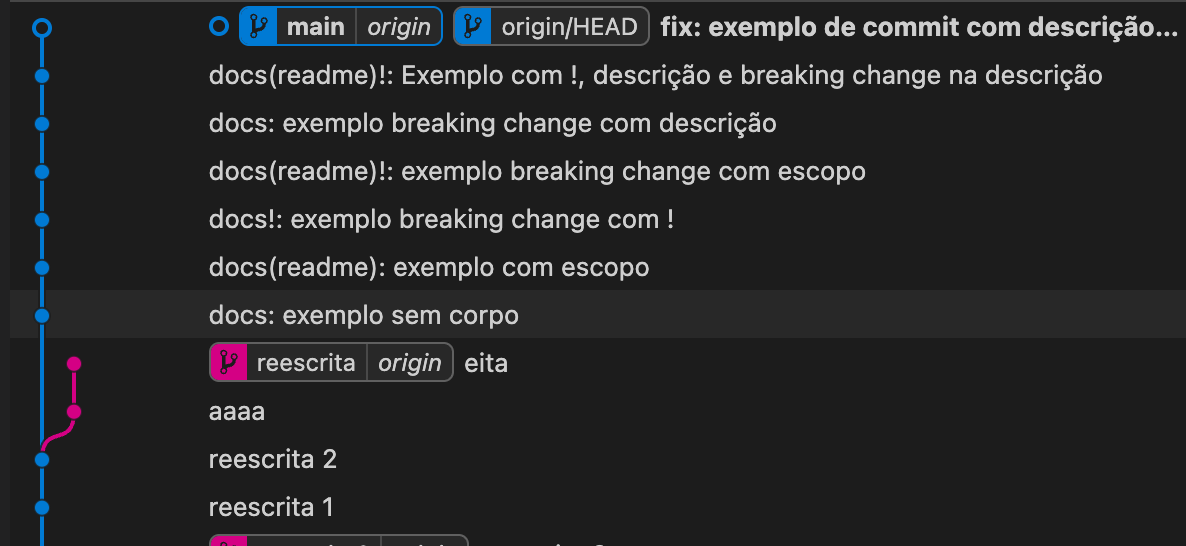 main origin origin/HEAD fix: exemplo de commit com descrição...
docs(readme)!: Exemplo com !, descrição e breaking change na descrição
docs: exemplo breaking change com descrição
docs(readme)!: exemplo breaking change com escopo
docs!: exemplo breaking change com !
docs(readme): exemplo com escopo
docs: exemplo sem corpo
reescrita origin eita
aaaa
reescrita 2
reescrita 1